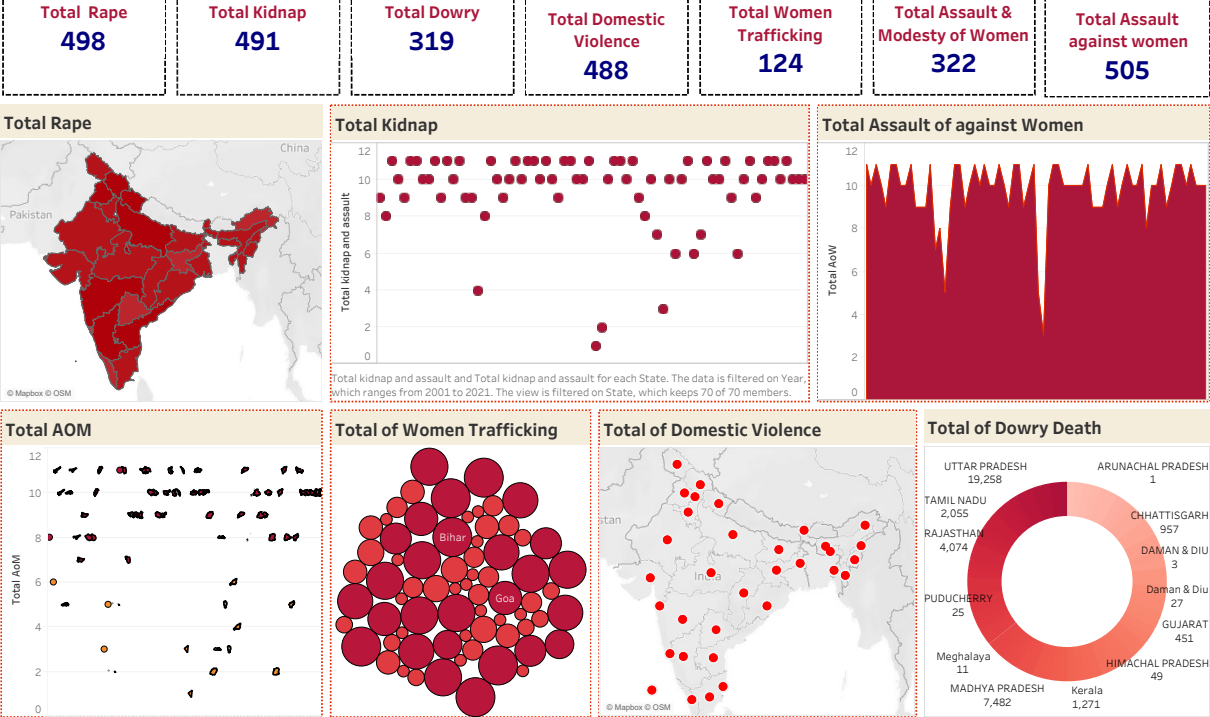 Total Rape
498
Total Kidnap
491
Total Dowry
319
Total Domestic
Violence
488
Total Women
Trafficking
124
Total Assault &
Modesty of Women
322
Total Assault
against women
505
Total Rape
China
Pakistan
© Mapbox © OSM
Total Kidnap
Total kidnap and assault
12
10
8
6
4
2
0
Total kidnap and assault and Total kidnap and assault for each State. The data is filtered on Year,
which ranges from 2001 to 2021. The view is filtered on State, which keeps 70 of 70 members.
Total Assault of against Women
Total AoW
12
10
8
6
4
2
0
Total AOM
Total AoM
12
10
8
6
4
2
0
Total of Women Trafficking
Bihar
Goa
Total of Domestic Violence
stan
India
© Mapbox © OSM
Total of Dowry Death
UTTAR PRADESH
19,258
ARUNACHAL PRADESH
1
TAMIL NADU
2,055
CHHATTISGARH
957
RAJASTHAN
4,074
DAMAN & DIU
3
Daman & Diu
27
PUDUCHERRY
25
GUJARAT
451
Meghalaya
11
HIMACHAL PRADESH
49
MADHYA PRADESH
7,482
Kerala
1,271